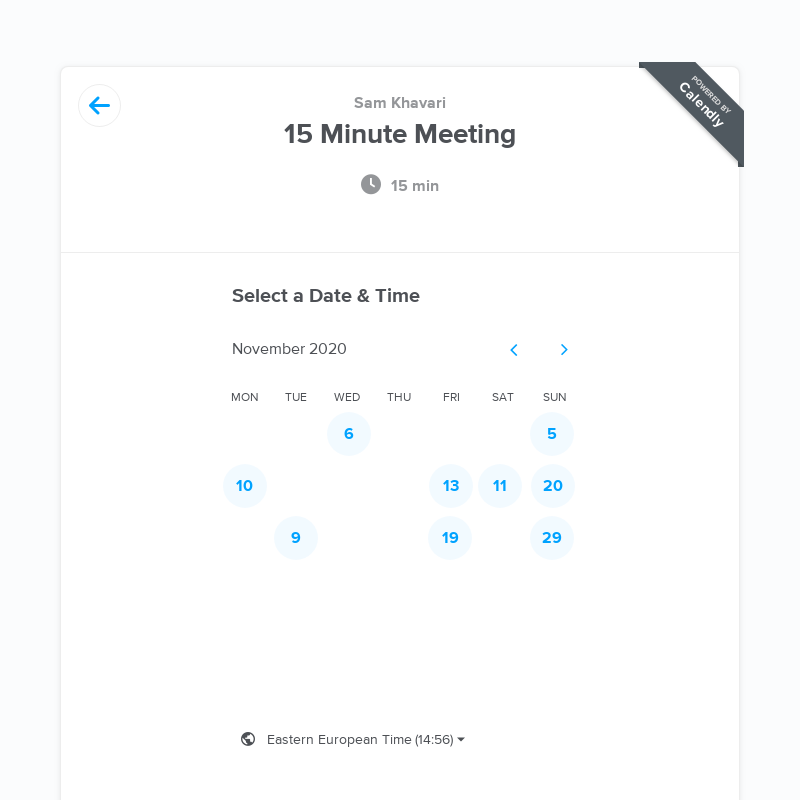 POWERED BY
Calendly
Sam Khavari
15 Minute Meeting
15 min
Select a Date & Time
November 2020
MON TUE WED THU FRI SAT SUN
6 5
10 13 11 20
9 19 29
Eastern European Time (14:56)